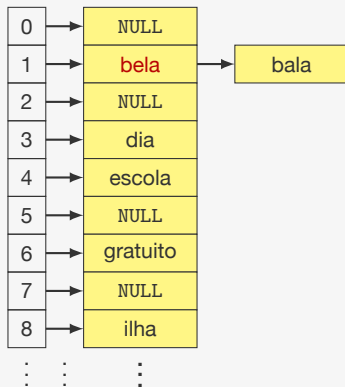 0 NULL
1 bela bala
2 NULL
3 dia
4 escola
5 NULL
6 gratuito
7 NULL
8 ilha